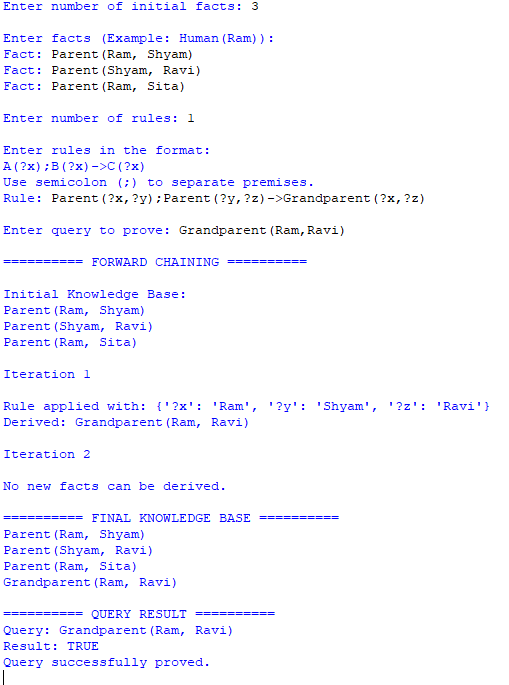 Enter number of initial facts: 3
Enter facts (Example: Human(Ram)):
Fact: Parent(Ram, Shyam)
Fact: Parent(Shyam, Ravi)
Fact: Parent(Ram, Sita)
Enter number of rules: 1
Enter rules in the format:
A(?x);B(?x)->C(?x)
Use semicolon (;) to separate premises.
Rule: Parent(?x,?y);Parent(?y,?z)->Grandparent(?x,?z)
Enter query to prove: Grandparent(Ram,Ravi)
========== FORWARD CHAINING ==========
Initial Knowledge Base:
Parent(Ram, Shyam)
Parent(Shyam, Ravi)
Parent(Ram, Sita)
Iteration 1
Rule applied with: {'?x': 'Ram', '?y': 'Shyam', '?z': 'Ravi'}
Derived: Grandparent(Ram, Ravi)
Iteration 2
No new facts can be derived.
========== FINAL KNOWLEDGE BASE ==========
Parent(Ram, Shyam)
Parent(Shyam, Ravi)
Parent(Ram, Sita)
Grandparent(Ram, Ravi)
========== QUERY RESULT ==========
Query: Grandparent(Ram, Ravi)
Result: TRUE
Query successfully proved.